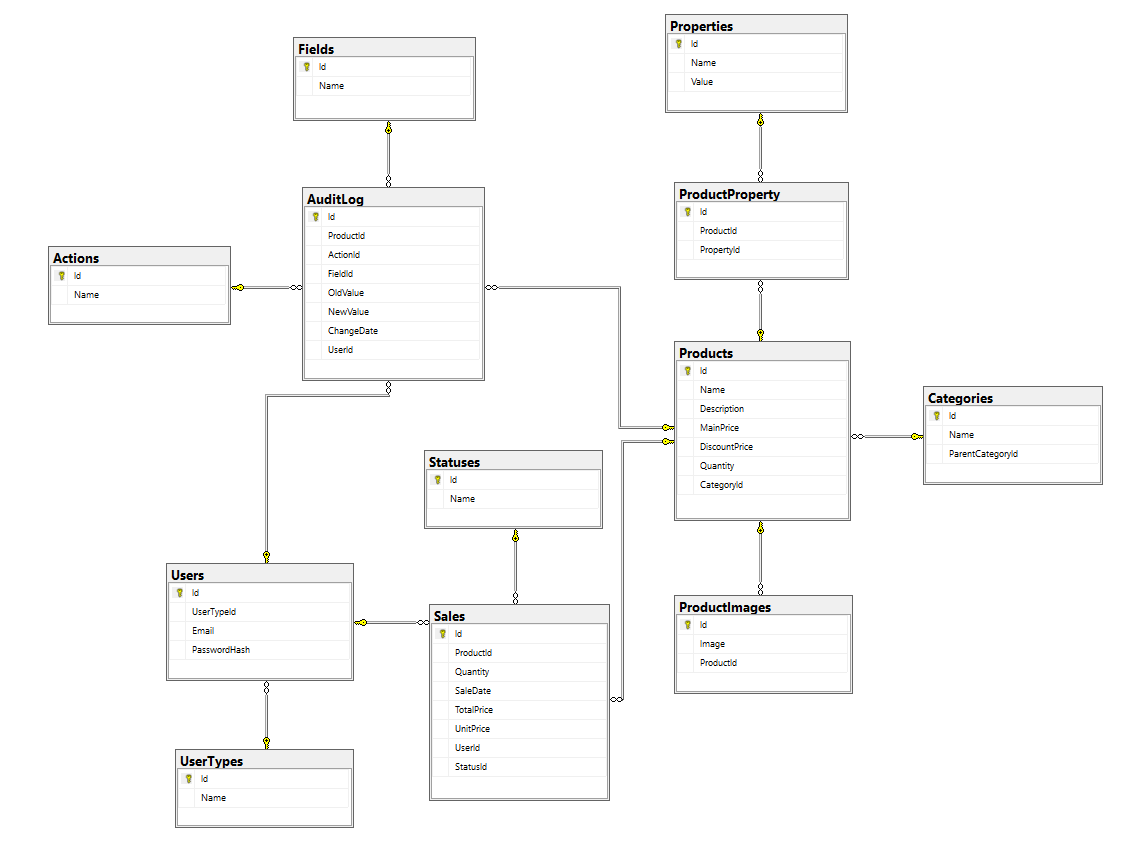 Properties
Id
Name
Value
Fields
Id
Name
ProductProperty
Id
ProductId
PropertyId
AuditLog
Id
ProductId
ActionId
FieldId
OldValue
NewValue
ChangeDate
UserId
Actions
Id
Name
Products
Id
Name
Description
MainPrice
DiscountPrice
Quantity
CategoryId
Categories
Id
Name
ParentCategoryId
Statuses
Id
Name
Users
Id
UserTypeId
Email
PasswordHash
Sales
Id
ProductId
Quantity
SaleDate
TotalPrice
UnitPrice
UserId
StatusId
ProductImages
Id
Image
ProductId
UserTypes
Id
Name